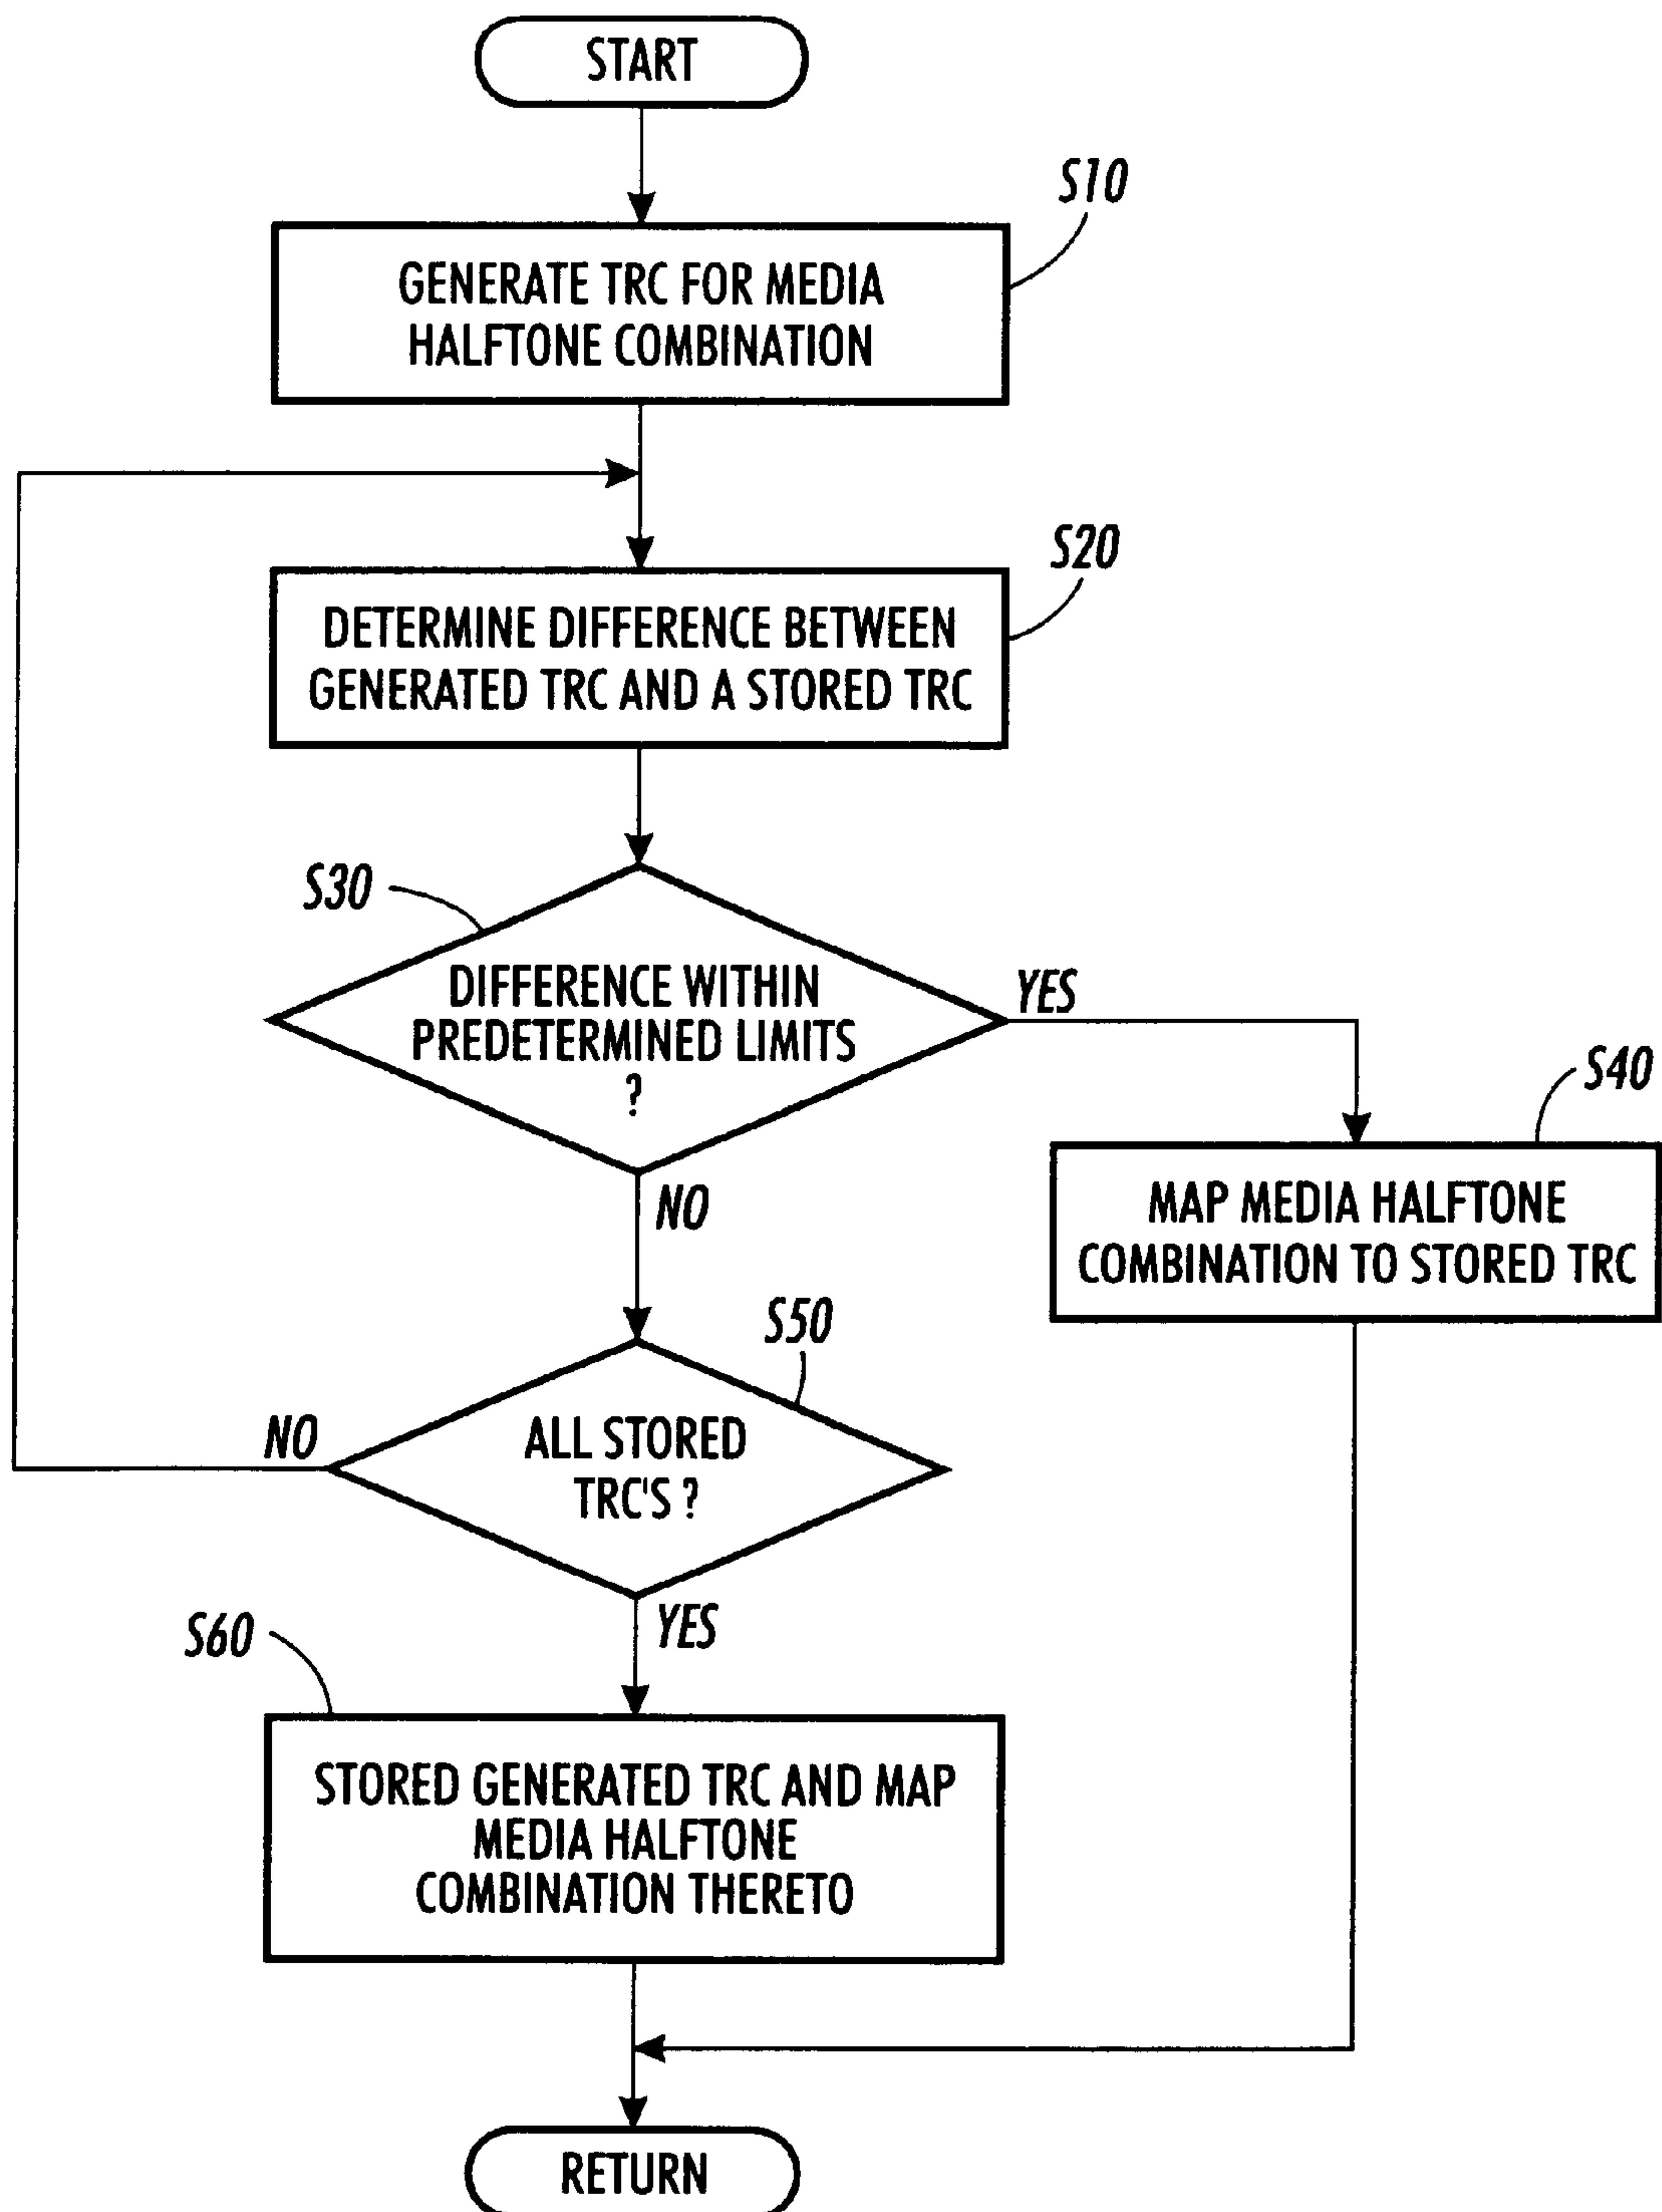 START
S10
GENERATE TRC FOR MEDIA
HALFTONE COMBINATION
S20
DETERMINE DIFFERENCE BETWEEN
GENERATED TRC AND A STORED TRC
S30
DIFFERENCE WITHIN
PREDETERMINED LIMITS
?
YES
S40
MAP MEDIA HALFTONE
COMBINATION TO STORED TRC
NO
S50
ALL STORED
TRC'S ?
NO
YES
S60
STORED GENERATED TRC AND MAP
MEDIA HALFTONE
COMBINATION THERETO
RETURN